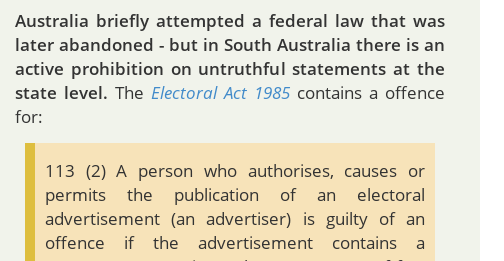 Australia briefly attempted a federal law that was
later abandoned - but in South Australia there is an
active prohibition on untruthful statements at the
state level. The Electoral Act 1985 contains a offence
for:
113 (2) A person who authorises, causes or
permits the publication of an electoral
advertisement (an advertiser) is guilty of an
offence if the advertisement contains a